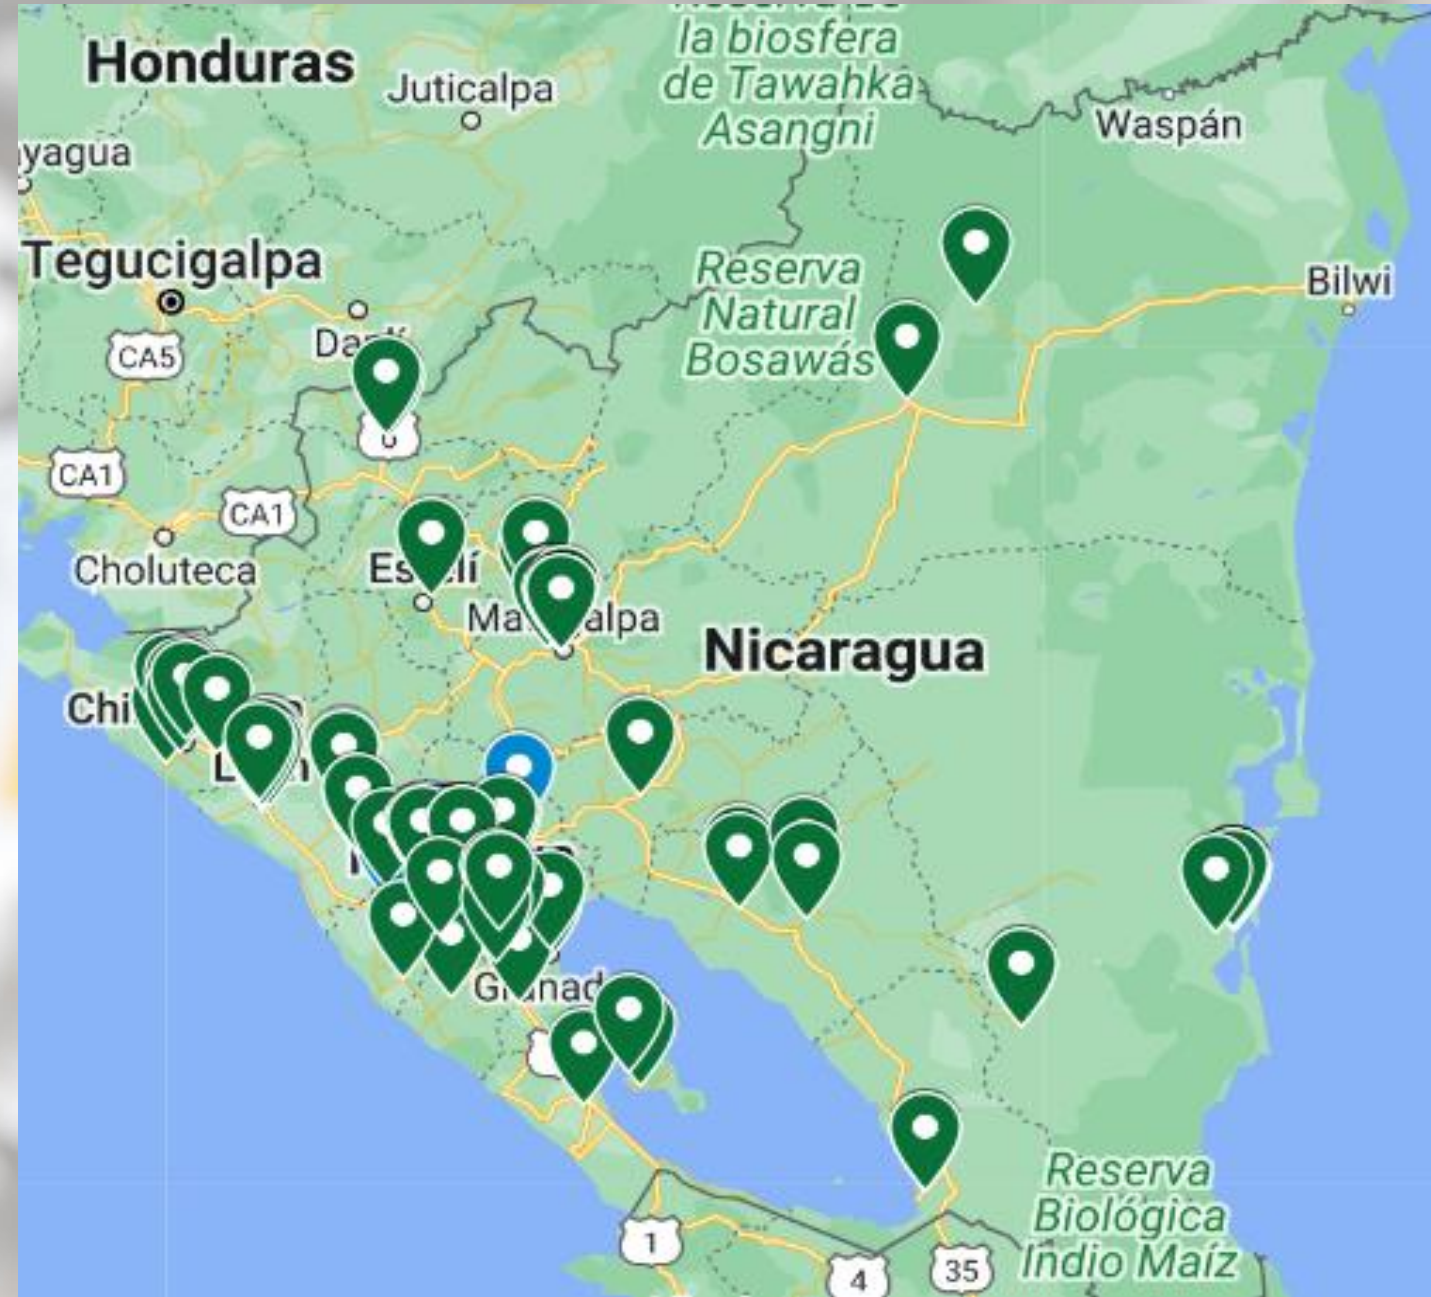 la biosfera
de Tawahka
Asangni
Honduras
Juticalpa
Waspán
yagua
Tegucigalpa
Reserva
Natural
Bosawás
Bilwi
CA5
CA1
CA1
Choluteca
Nicaragua
1
4
35
Reserva
Biológica
Indio Maíz